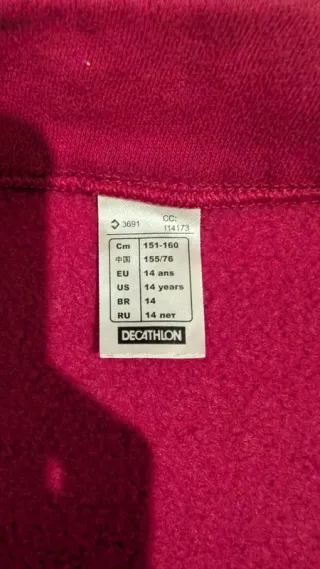 3691
CC:
114173
Cm 151-160
中国 155/76
EU 14 ans
US 14 years
BR 14
RU 14 лет
DECATHLON